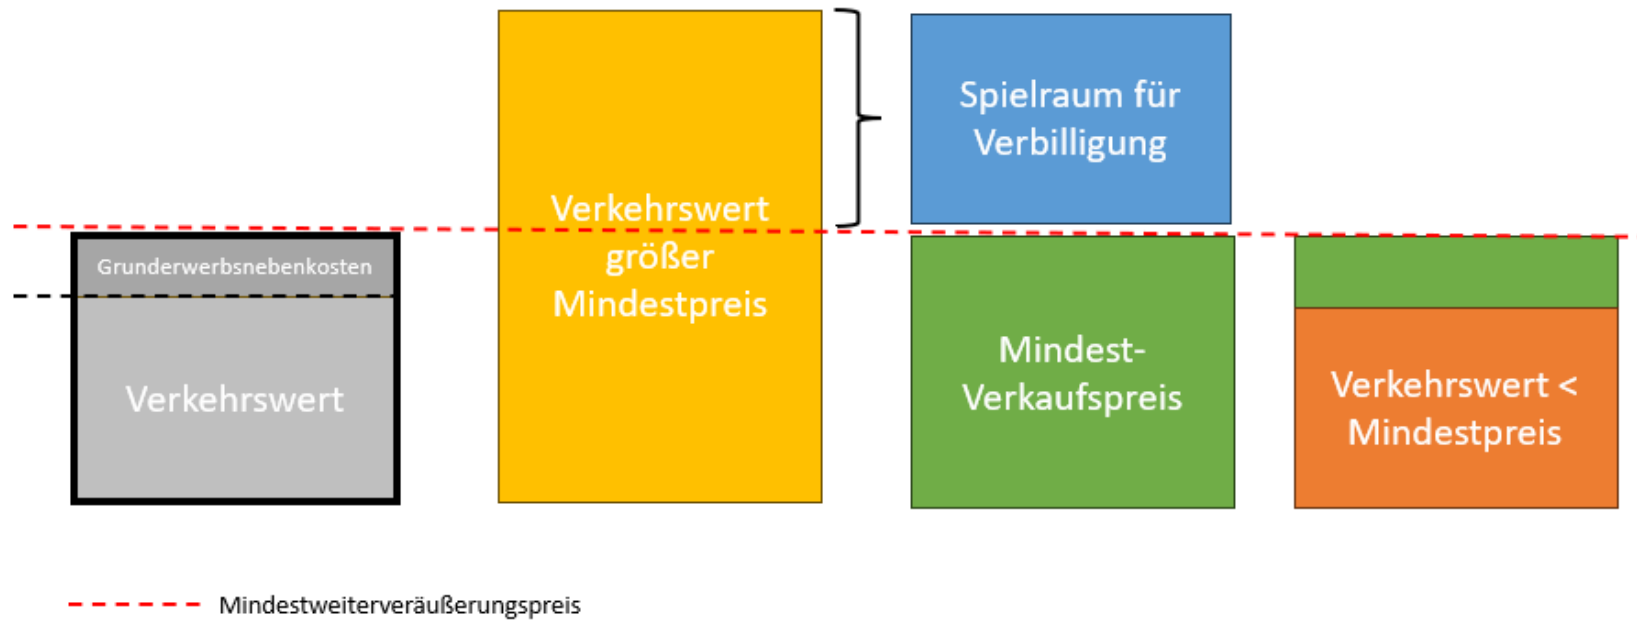 Grunderwerbsnebenkosten
Verkehrswert
Verkehrswert
größer
Mindestpreis
Spielraum für
Verbilligung
Mindest-
Verkaufspreis
Verkehrswert <
Mindestpreis
Mindestweiterveräußerungspreis